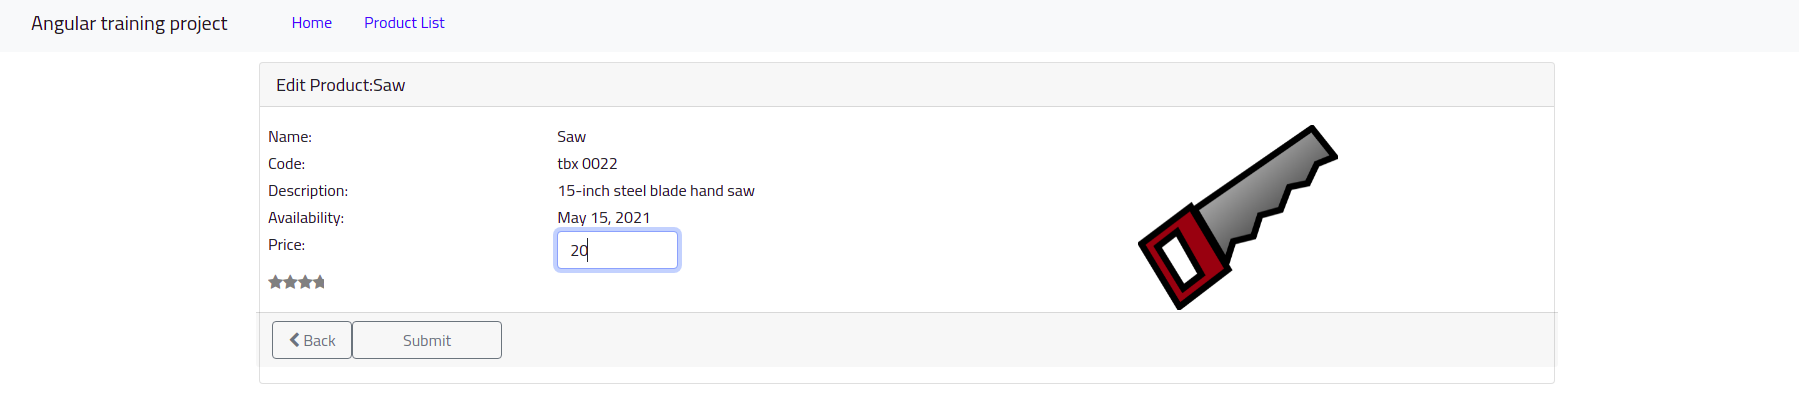 Angular training project Home Product List
Edit Product:Saw
Name: Saw
Code: tbx 0022
Description: 15-inch steel blade hand saw
Availability: May 15, 2021
Price: 20
Back Submit